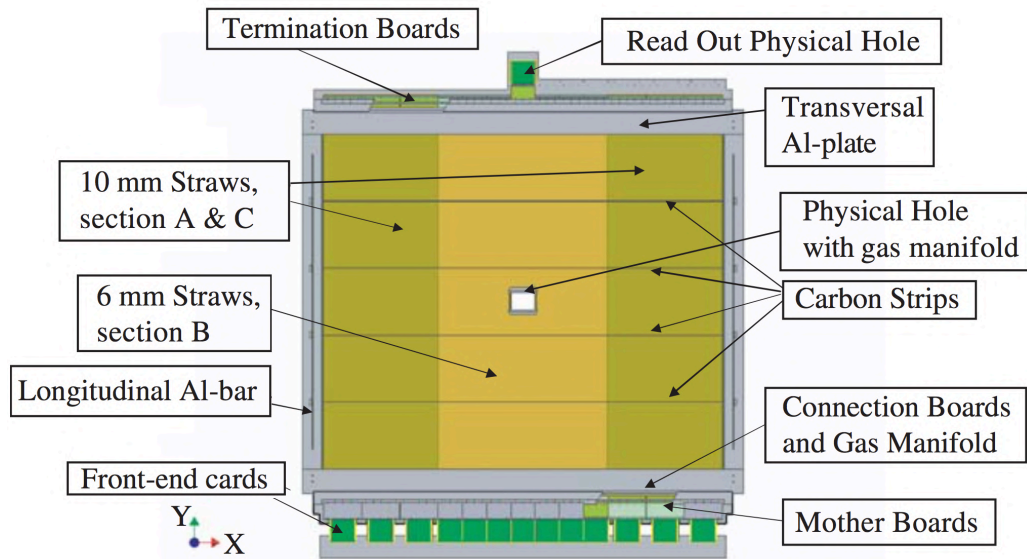 Termination Boards
Read Out Physical Hole
Transversal
Al-plate
10 mm Straws,
section A & C
Physical Hole
with gas manifold
6 mm Straws,
section B
Carbon Strips
Longitudinal Al-bar
Connection Boards
and Gas Manifold
Front-end cards
Mother Boards
Y
X